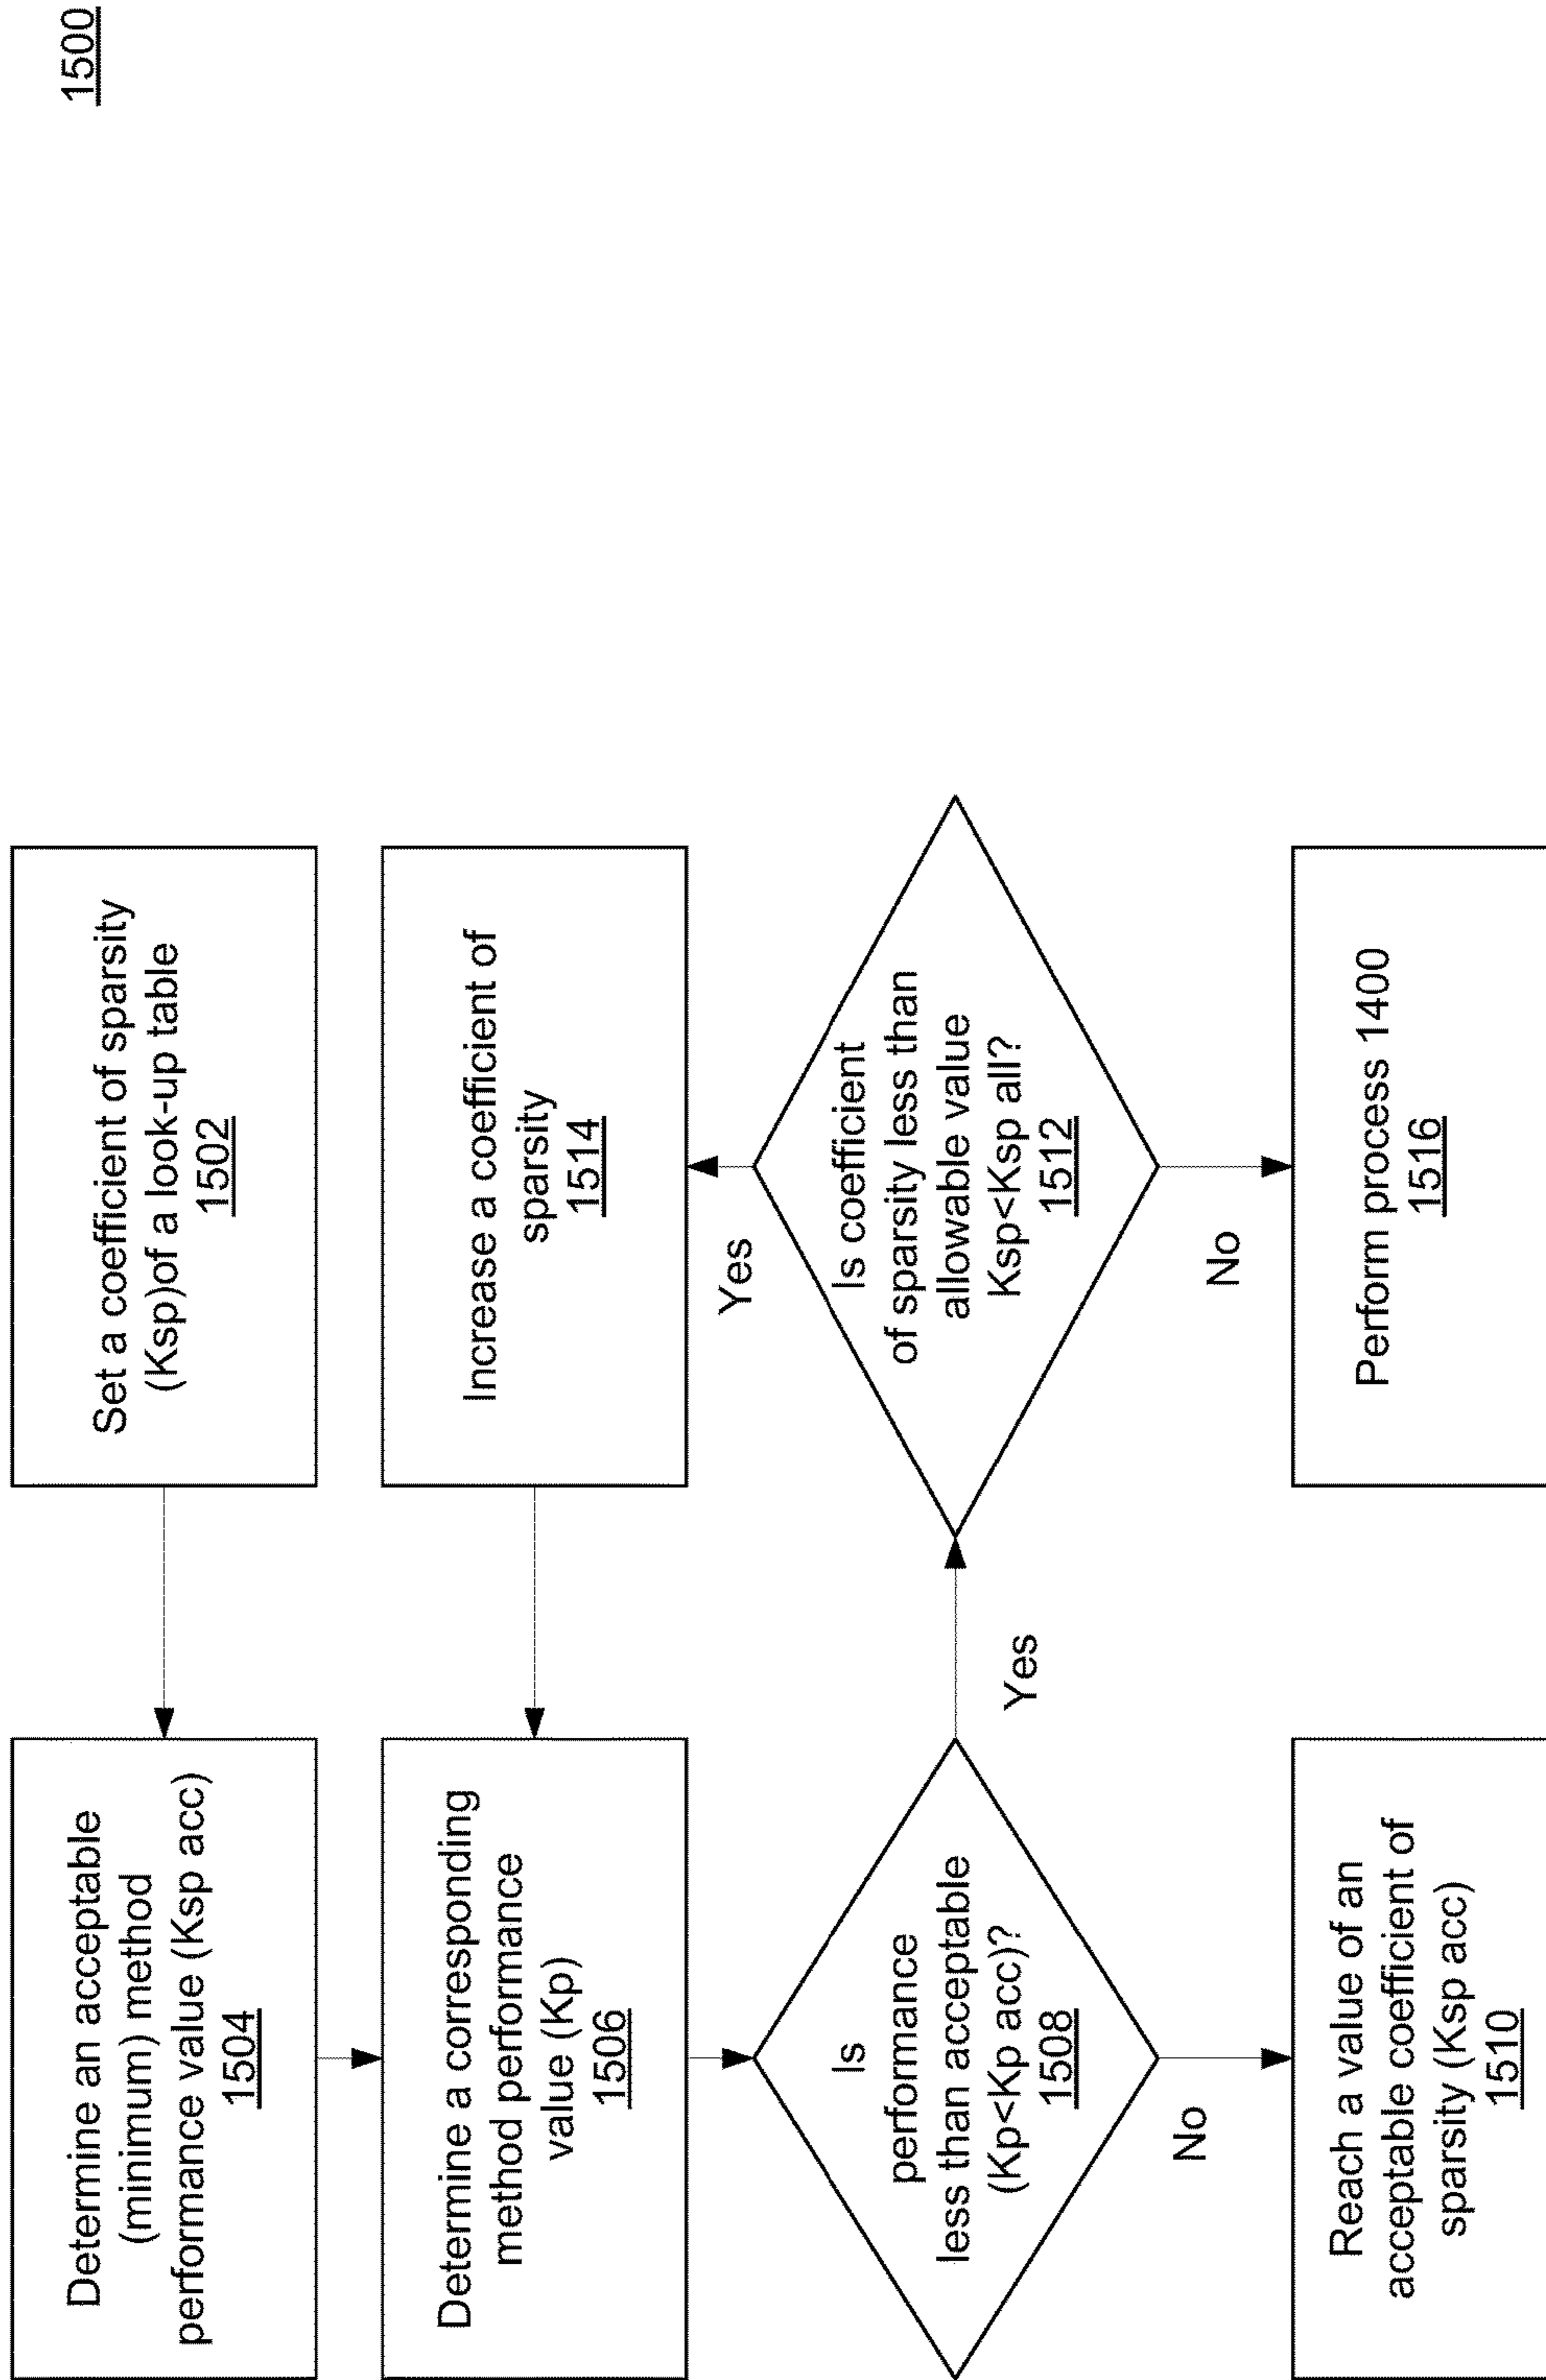 1500
Set a coefficient of sparsity
(Ksp)of a look-up table
1502
Determine an acceptable
(minimum) method
performance value (Ksp acc)
1504
Determine a corresponding
method performance
value (Kp)
1506
Is
performance
less than acceptable
(Kp<Kp acc)?
1508
No
Reach a value of an
acceptable coefficient of
sparsity (Ksp acc)
1510
Yes
Is coefficient
of sparsity less than
allowable value
Ksp<Ksp all?
1512
Yes
Increase a coefficient of
sparsity
1514
No
Perform process 1400
1516